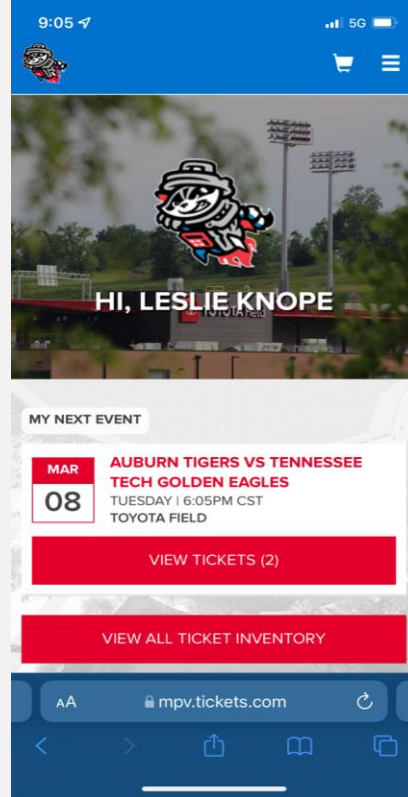 9:05
5G
HI, LESLIE KNOPE
TOYOTA Field
MY NEXT EVENT
MAR
08
AUBURN TIGERS VS TENNESSEE
TECH GOLDEN EAGLES
TUESDAY | 6:05PM CST
TOYOTA FIELD
VIEW TICKETS (2)
VIEW ALL TICKET INVENTORY
AA
mpv.tickets.com